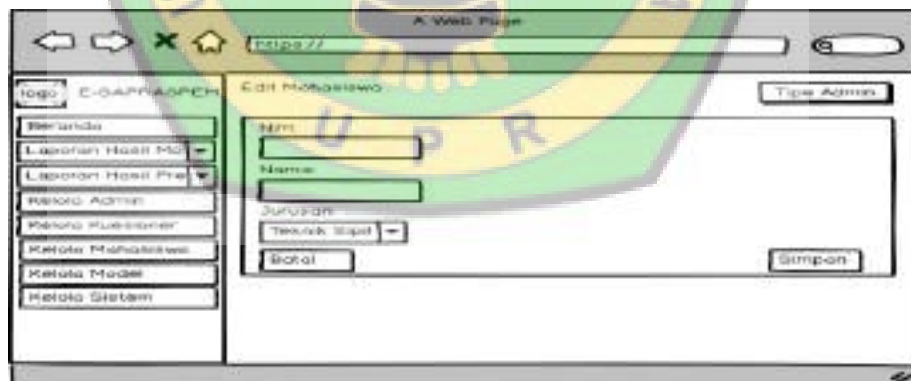 A Web Page
https://
logo E-SAPRASPEH
Edit Mahasiswa
Tipe Admin
Beranda
Laporan Hasil Mo
Laporan Hasil Pre
Kelola Admin
Kelola Kuesioner
Kelola Mahasiswa
Kelola Model
Kelola Sistem
Nim
Nama
Jurusan
Teknik Sipil
Batal
Simpan
U P R